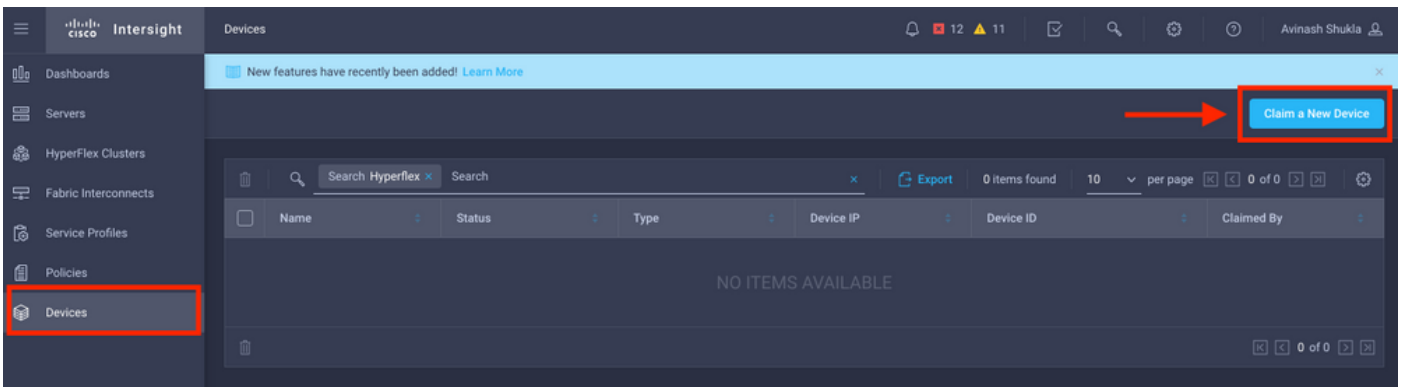 CISCO Intersight Devices 12 11 Avinash Shukla
Dashboards
New features have recently been added! Learn More
Servers
Claim a New Device
HyperFlex Clusters
Search Hyperflex × Search × Export 0 items found 10 per page 0 of 0
Fabric Interconnects
Name Status Type Device IP Device ID Claimed By
Service Profiles
Policies
NO ITEMS AVAILABLE
Devices
0 of 0